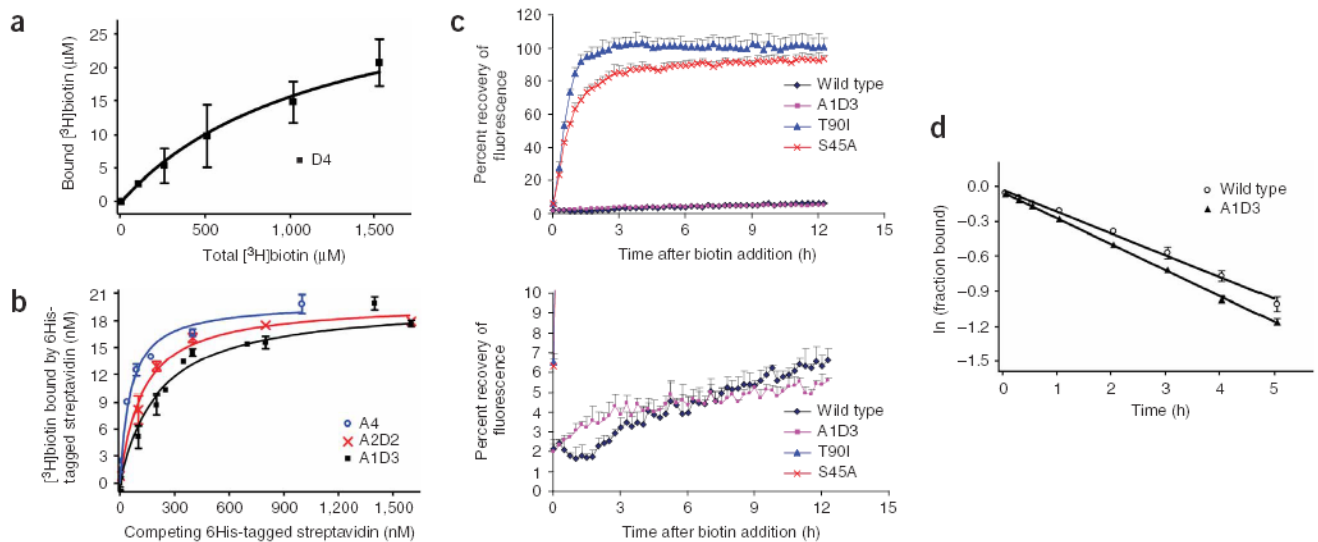 a
Bound [³H]biotin (μM)
25
20
15
10
5
0
D4
0
500
1,000
1,500
Total [³H]biotin (μM)
b
[³H]biotin bound by 6His-
tagged streptavidin (nM)
21
18
15
12
9
6
3
0
A4
A2D2
A1D3
0
300
600
900
1,200
1,500
Competing 6His-tagged streptavidin (nM)
c
Percent recovery of
fluorescence
120
100
80
60
40
20
0
Wild type
A1D3
T90I
S45A
0
3
6
9
12
15
Time after biotin addition (h)
Percent recovery of
fluorescence
10
9
8
7
6
5
4
3
2
1
0
Wild type
A1D3
T90I
S45A
0
3
6
9
12
15
Time after biotin addition (h)
d
ln (fraction bound)
0.0
–0.3
–0.6
–0.9
–1.2
–1.5
Wild type
A1D3
0
1
2
3
4
5
Time (h)